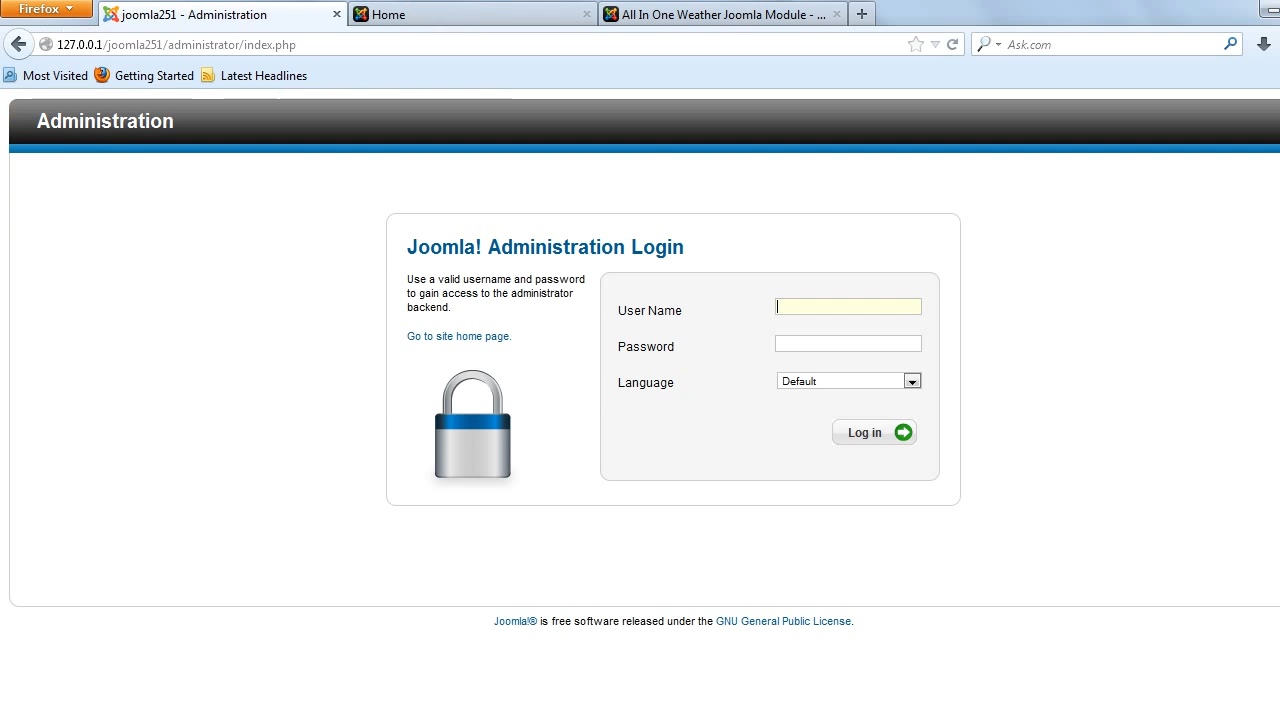 Firefox
joomla251 - Administration
Home
All In One Weather Joomla Module - ...
127.0.0.1/joomla251/administrator/index.php
Ask.com
Most Visited
Getting Started
Latest Headlines
Administration
Joomla! Administration Login
Use a valid username and password
to gain access to the administrator
backend.
Go to site home page.
User Name
Password
Language
Default
Log in
Joomla!® is free software released under the GNU General Public License.